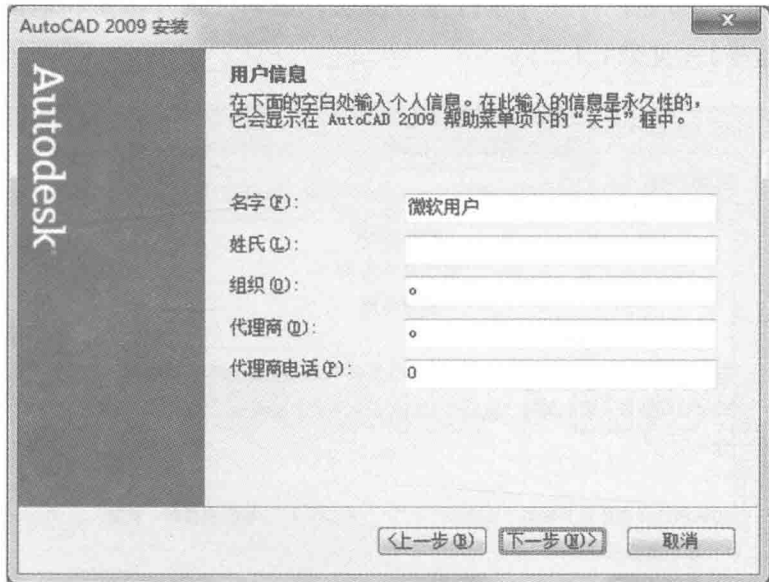 AutoCAD 2009 安装
Autodesk
用户信息
在下面的空白处输入个人信息。在此输入的信息是永久性的，
它会显示在 AutoCAD 2009 帮助菜单项下的“关于”框中。
名字(F): 微软用户
姓氏(L):
组织(O): o
代理商(D): o
代理商电话(P): 0
<上一步(B) 下一步(N)> 取消